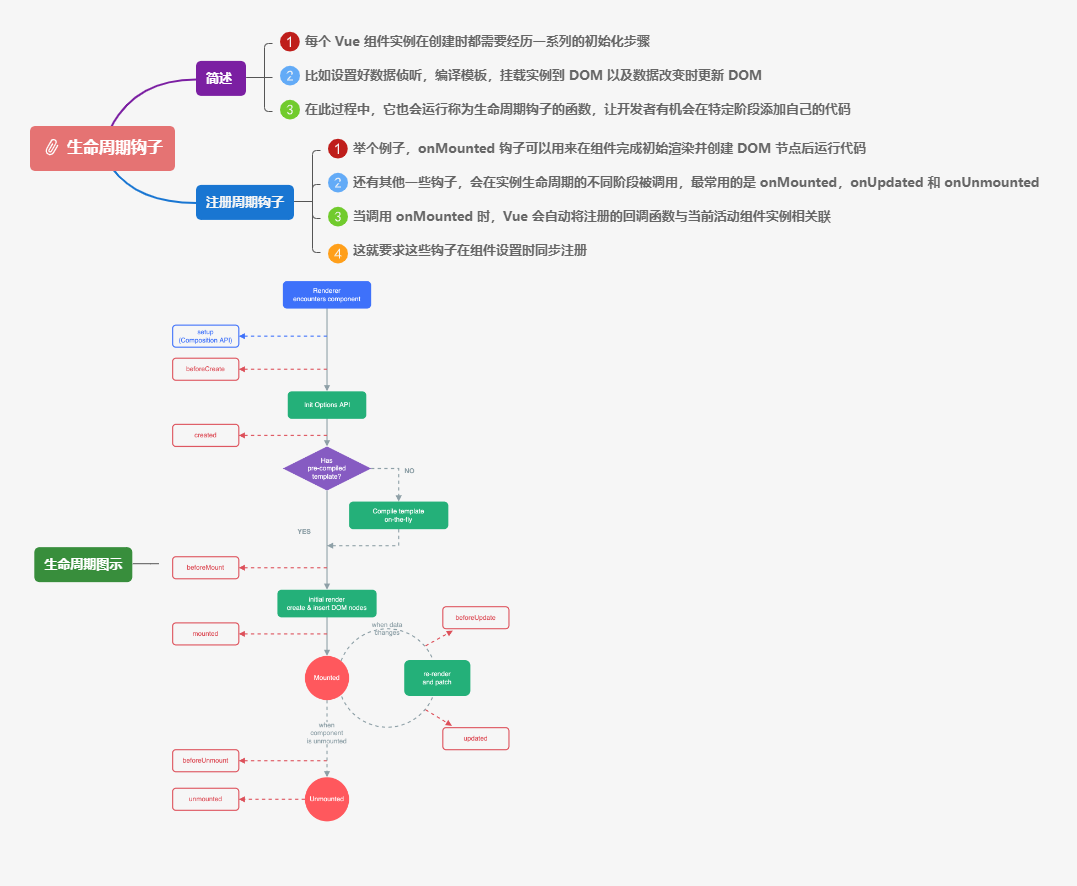 生命周期钩子
简述
1 每个 Vue 组件实例在创建时都需要经历一系列的初始化步骤
2 比如设置好数据侦听，编译模板，挂载实例到 DOM 以及数据改变时更新 DOM
3 在此过程中，它也会运行称为生命周期钩子的函数，让开发者有机会在特定阶段添加自己的代码
注册周期钩子
1 举个例子，onMounted 钩子可以用来在组件完成初始渲染并创建 DOM 节点后运行代码
2 还有其他一些钩子，会在实例生命周期的不同阶段被调用，最常用的是 onMounted，onUpdated 和 onUnmounted
3 当调用 onMounted 时，Vue 会自动将注册的回调函数与当前活动组件实例相关联
4 这就要求这些钩子在组件设置时同步注册
生命周期图示
Renderer
encounters component
setup
(Composition API)
beforeCreate
Init Options API
created
Has
pre-compiled
template?
NO
Compile template
on-the-fly
YES
beforeMount
initial render
create & insert DOM nodes
mounted
Mounted
when data
changes
beforeUpdate
re-render
and patch
updated
when
component
is unmounted
beforeUnmount
unmounted
Unmounted